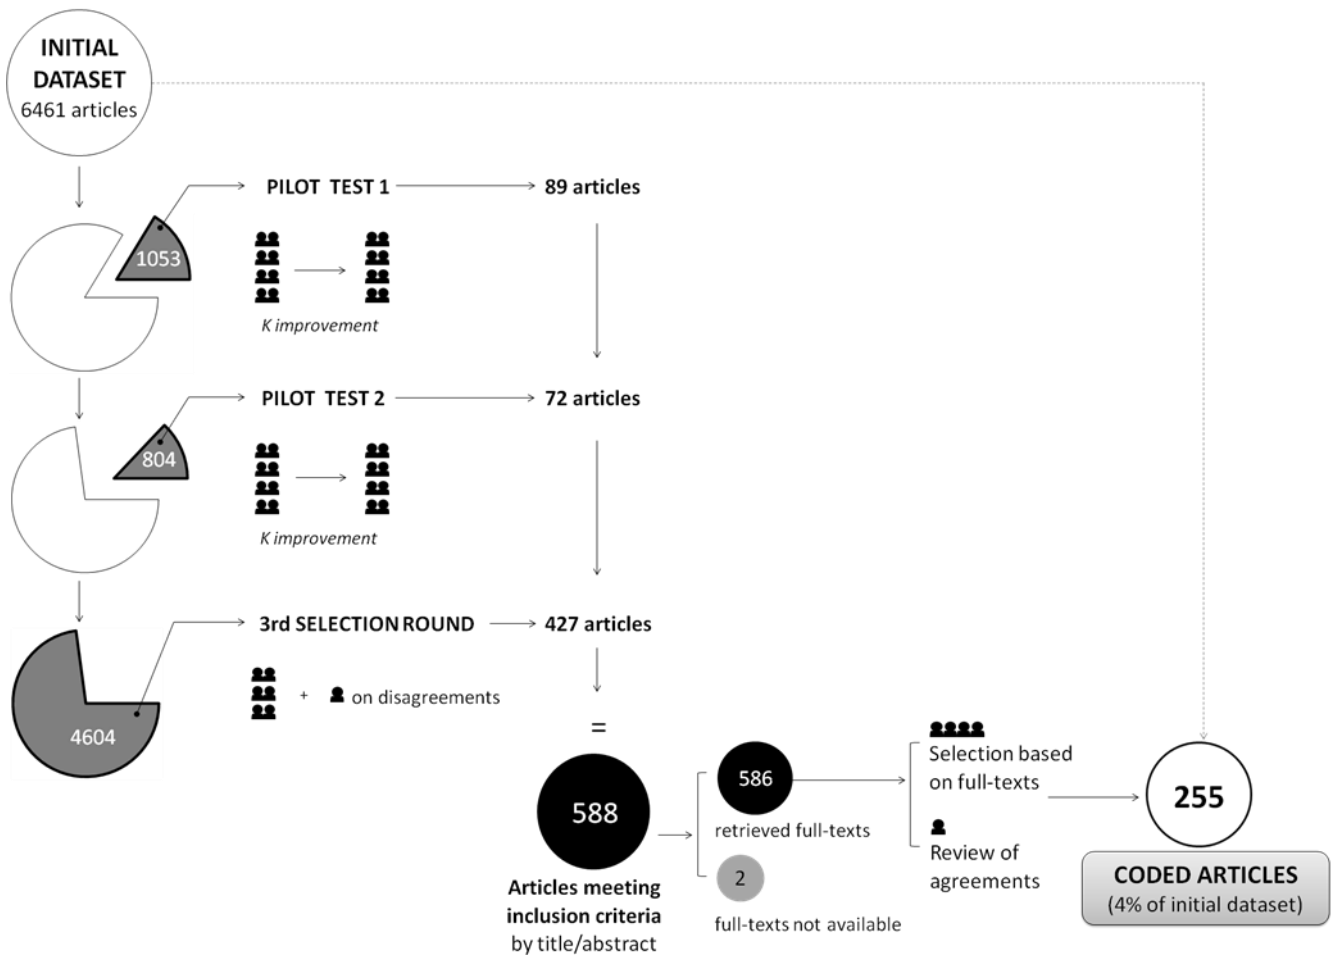 INITIAL
DATASET
6461 articles
PILOT TEST 1
89 articles
1053
K improvement
PILOT TEST 2
72 articles
804
K improvement
3rd SELECTION ROUND
427 articles
+
on disagreements
4604
=
588
Articles meeting
inclusion criteria
by title/abstract
586
retrieved full-texts
2
full-texts not available
Selection based
on full-texts
Review of
agreements
255
CODED ARTICLES
(4% of initial dataset)